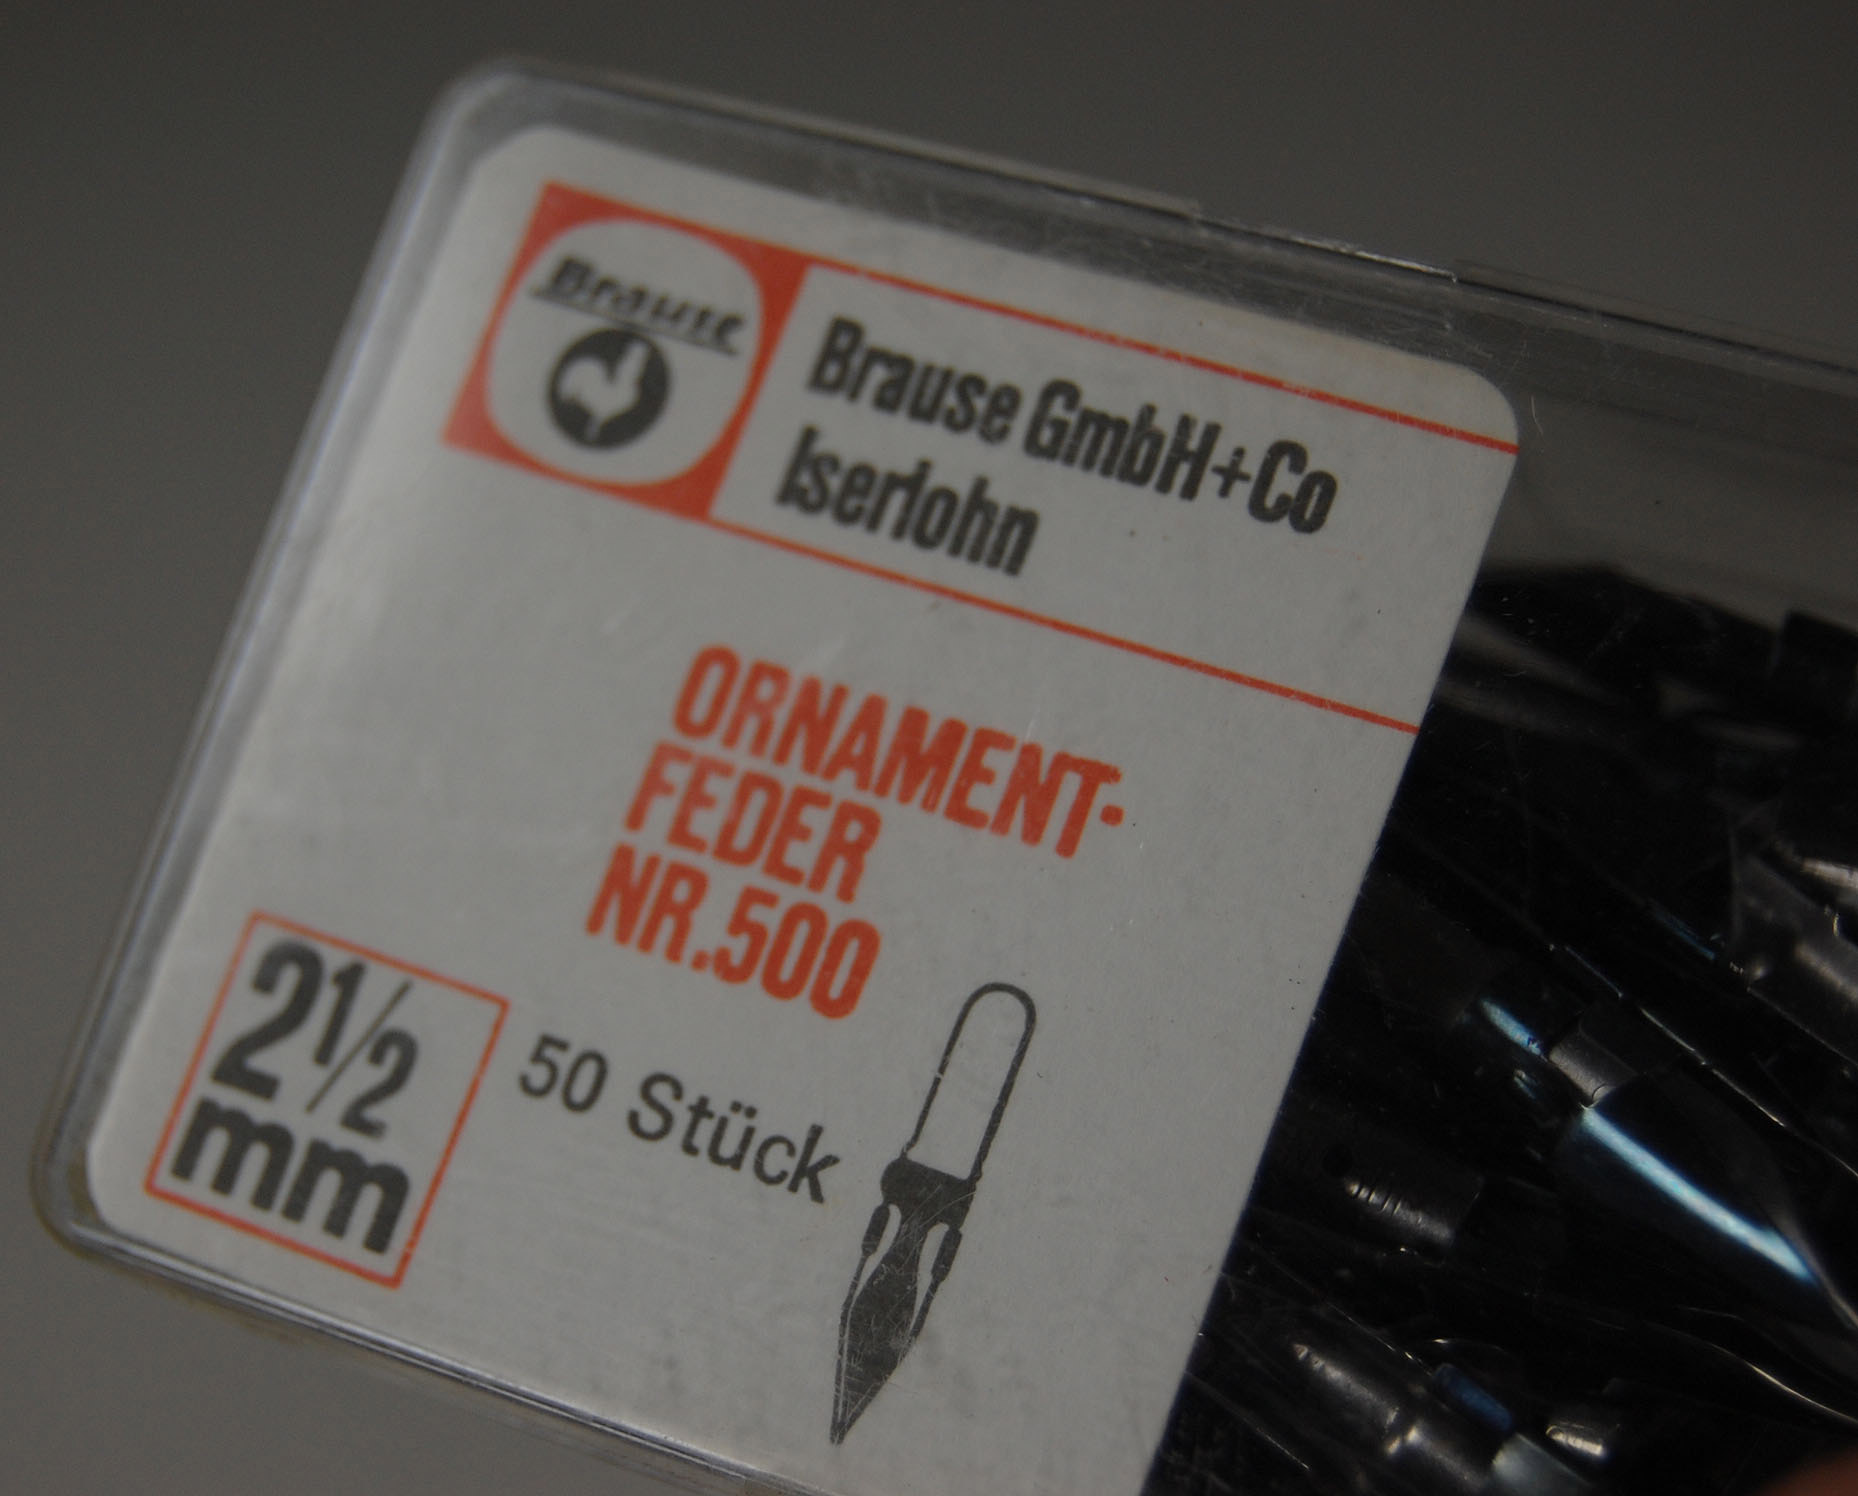 Brause
Brause GmbH+Co
Iserlohn
ORNAMENT-
FEDER
NR.500
2½
mm
50 Stück